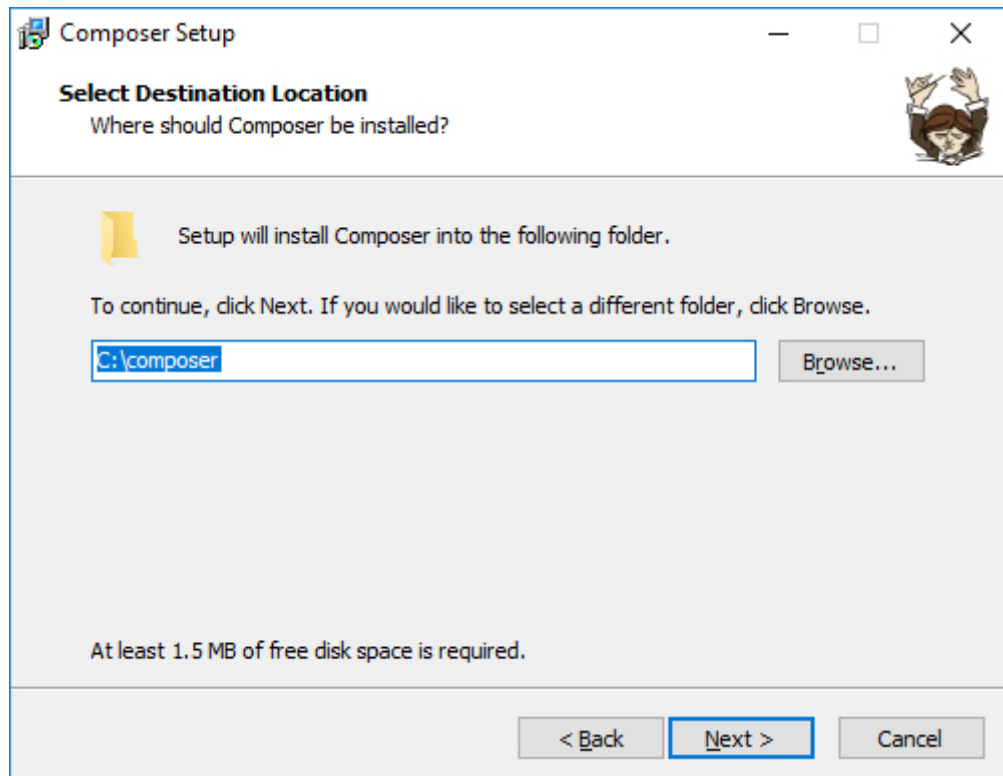 Composer Setup
Select Destination Location
Where should Composer be installed?
Setup will install Composer into the following folder.
To continue, click Next. If you would like to select a different folder, click Browse.
C:\composer
Browse...
At least 1.5 MB of free disk space is required.
< Back
Next >
Cancel